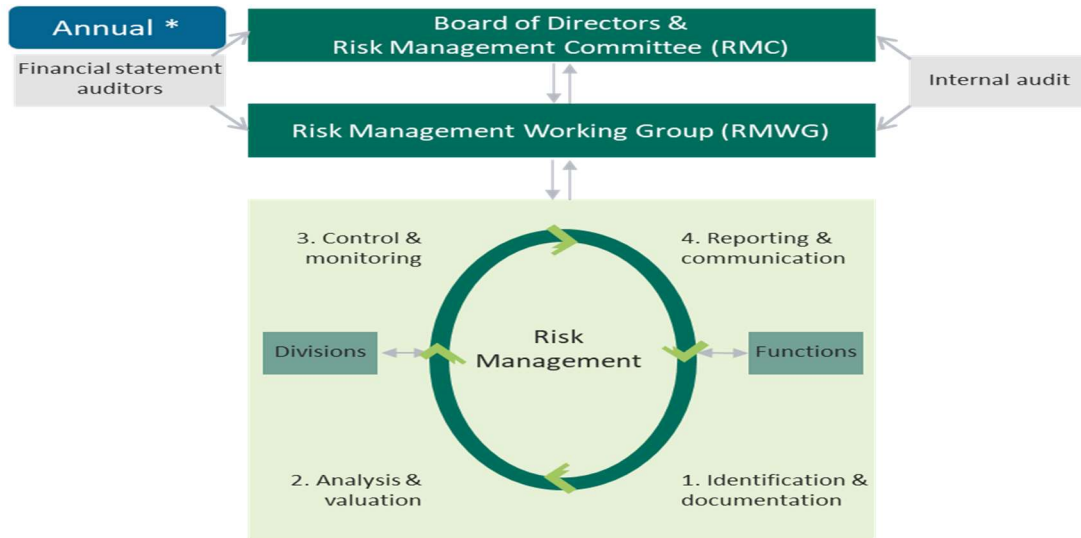 Annual *
Board of Directors &
Risk Management Committee (RMC)
Financial statement
auditors
Internal audit
Risk Management Working Group (RMWG)
3. Control &
monitoring
4. Reporting &
communication
Divisions
Risk
Management
Functions
2. Analysis &
valuation
1. Identification &
documentation